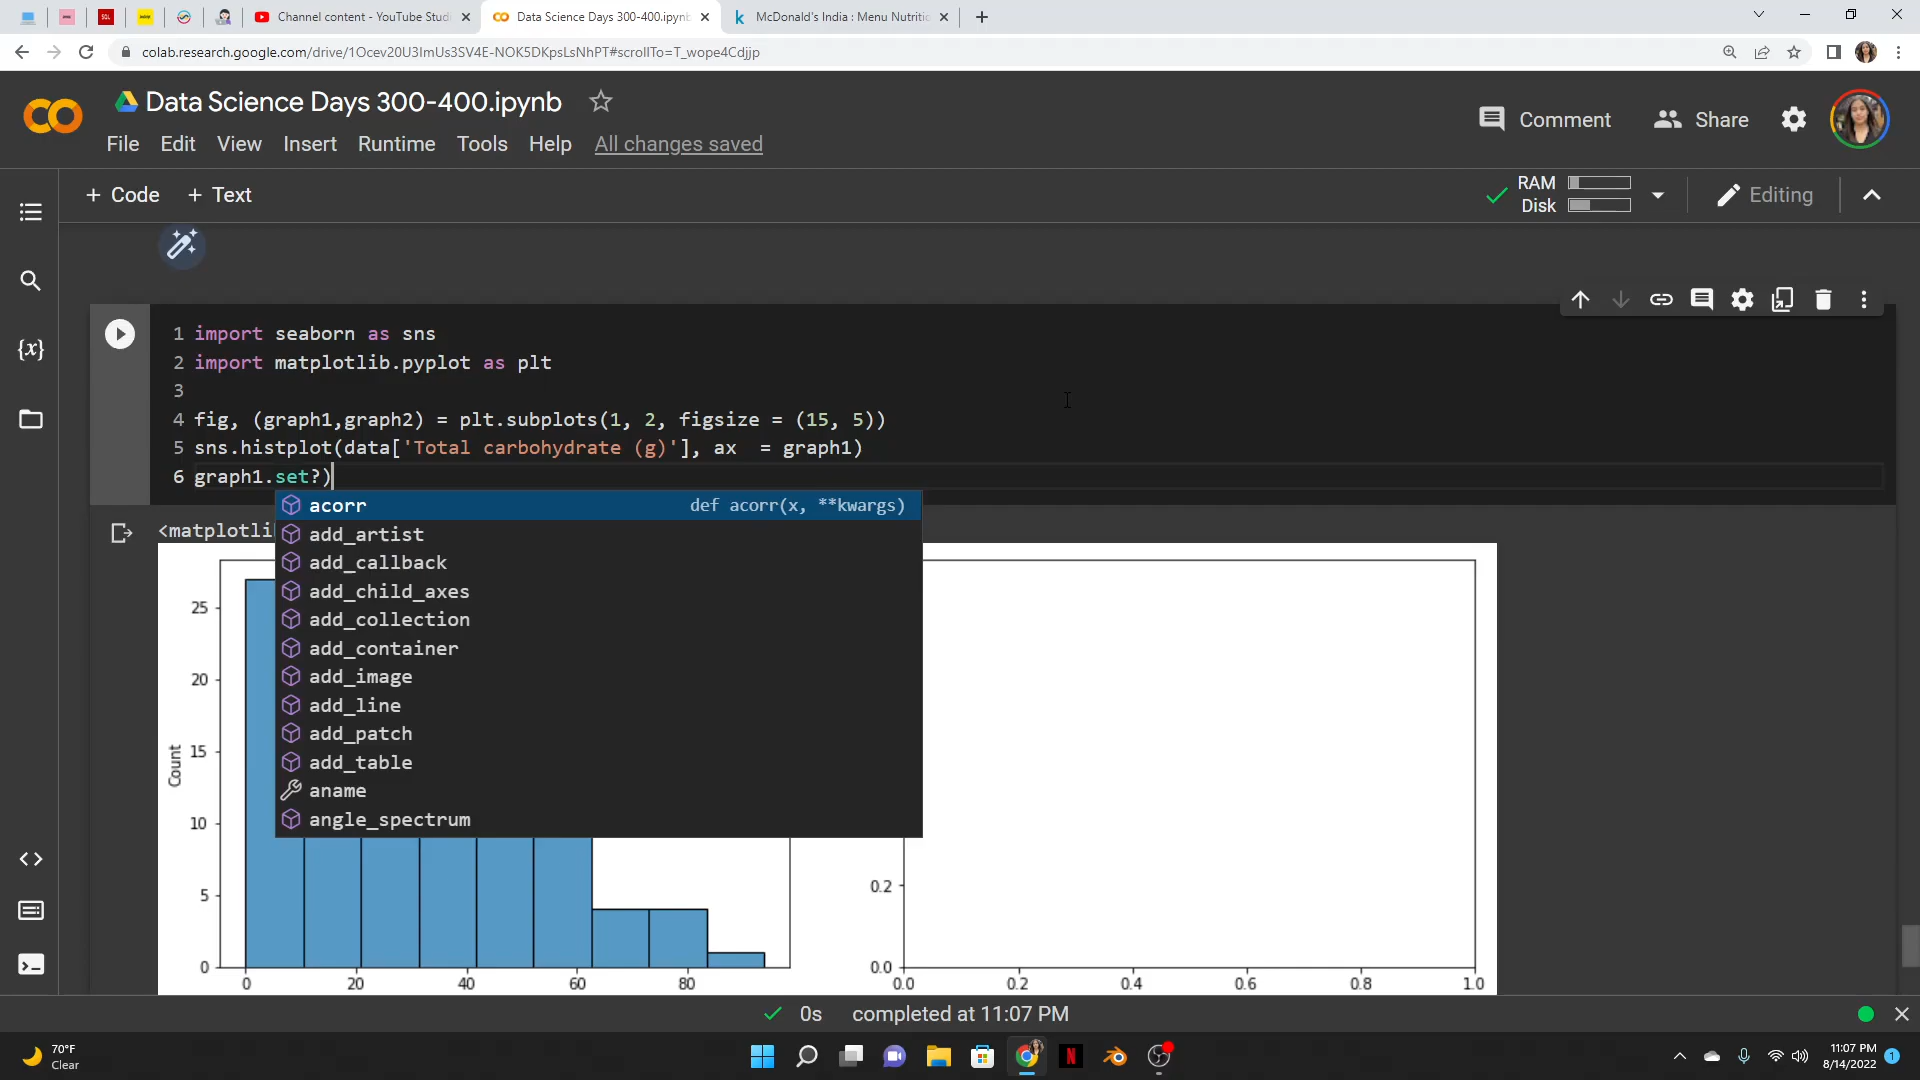 Channel content - YouTube Studi
Data Science Days 300-400.ipynb
McDonald's India : Menu Nutritic
colab.research.google.com/drive/1Ocev20U3ImUs3SV4E-NOK5DKpsLsNhPT#scrollTo=T_wope4Cdjjp
Data Science Days 300-400.ipynb
Comment
Share
File Edit View Insert Runtime Tools Help All changes saved
+ Code + Text
RAM
Disk
Editing
1 import seaborn as sns
2 import matplotlib.pyplot as plt
3
4 fig, (graph1,graph2) = plt.subplots(1, 2, figsize = (15, 5))
5 sns.histplot(data['Total carbohydrate (g)'], ax  = graph1)
6 graph1.set?)
acorr def acorr(x, **kwargs)
add_artist
add_callback
add_child_axes
add_collection
add_container
add_image
add_line
add_patch
add_table
aname
angle_spectrum
<matplotli
25
20
15
10
5
0
Count
0 20 40 60 80
0.2
0.0
0.0 0.2 0.4 0.6 0.8 1.0
0s completed at 11:07 PM
70°F
Clear
11:07 PM
8/14/2022
1